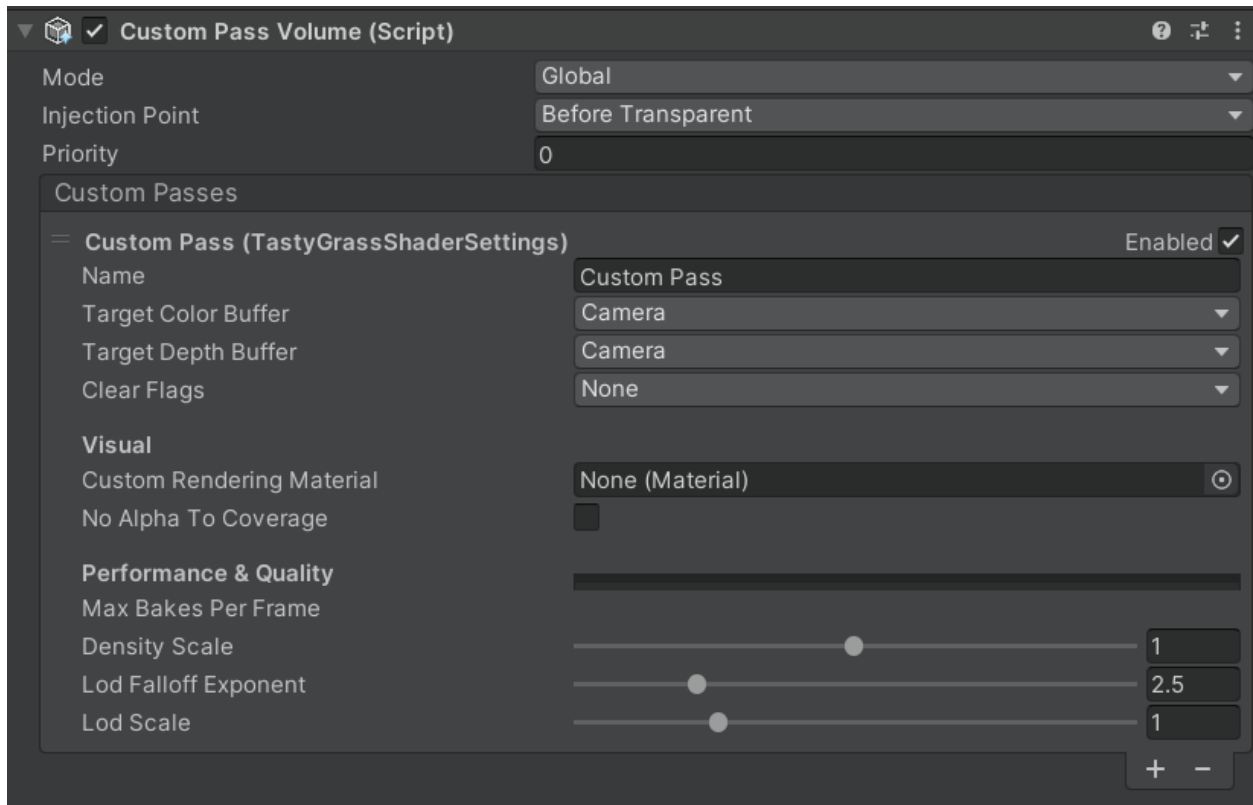 Custom Pass Volume (Script)
Mode Global
Injection Point Before Transparent
Priority 0
Custom Passes
Custom Pass (TastyGrassShaderSettings) Enabled
Name Custom Pass
Target Color Buffer Camera
Target Depth Buffer Camera
Clear Flags None
Visual
Custom Rendering Material None (Material)
No Alpha To Coverage
Performance & Quality
Max Bakes Per Frame
Density Scale 1
Lod Falloff Exponent 2.5
Lod Scale 1